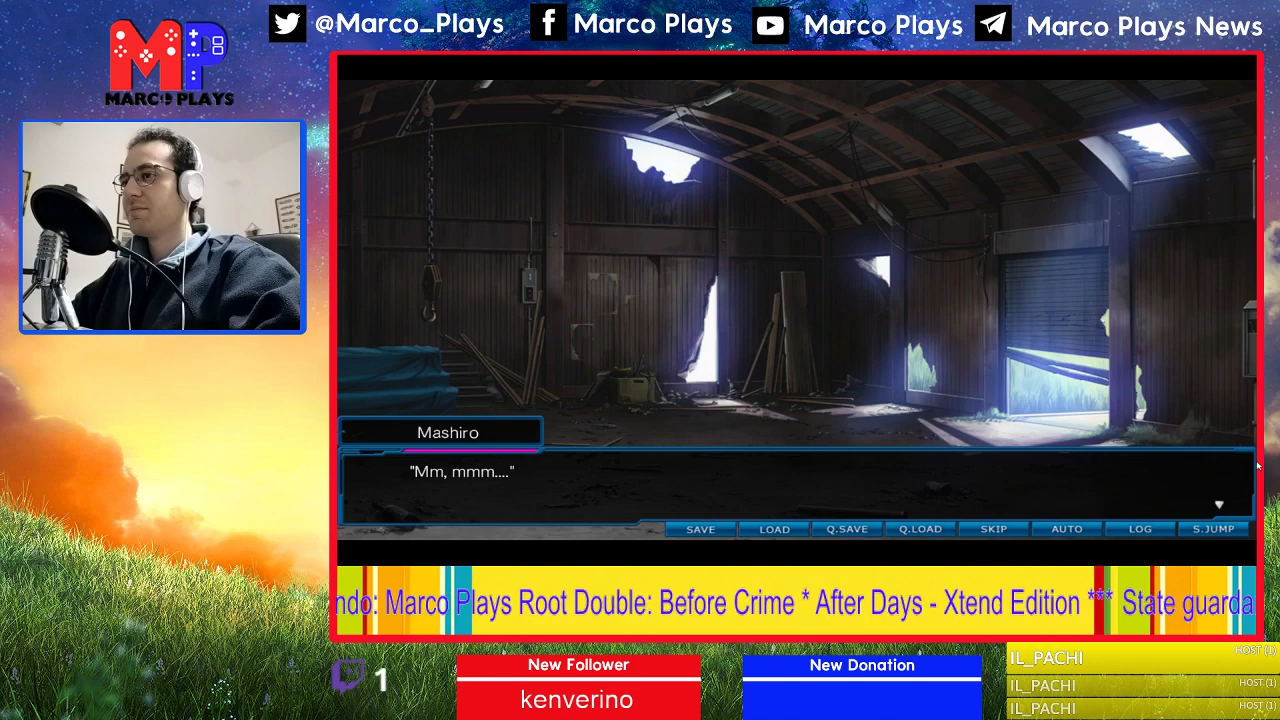 @Marco_Plays
Marco Plays
Marco Plays
Marco Plays News
MP
MARCO PLAYS
Mashiro
"Mm, mmm...."
SAVE
LOAD
Q.SAVE
Q.LOAD
SKIP
AUTO
LOG
S.JUMP
ndo: Marco Plays Root Double: Before Crime * After Days - Xtend Edition *** State guarda
1
New Follower
kenverino
New Donation
IL_PACHI
HOST (1)
IL_PACHI
HOST (1)
IL_PACHI
HOST (1)